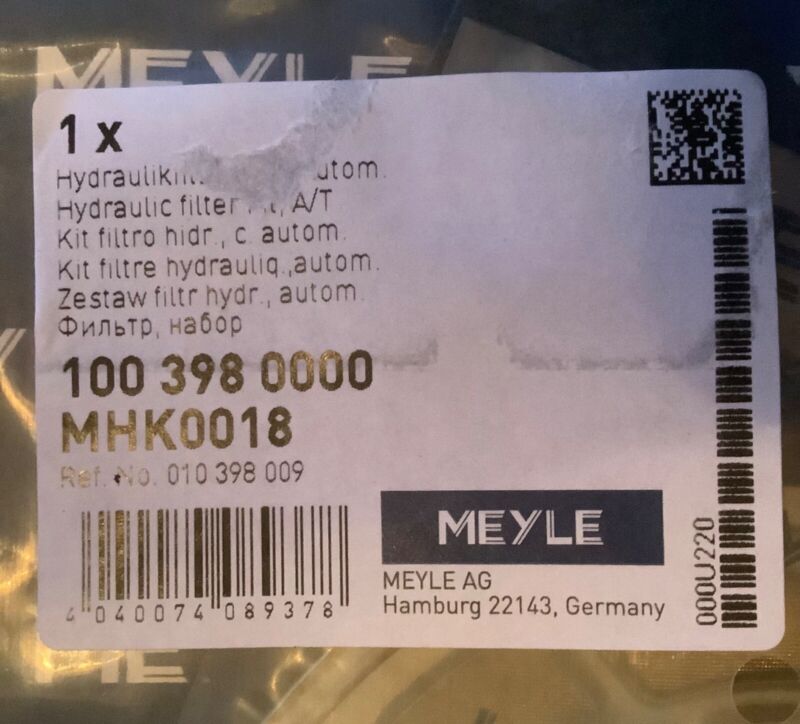 MEYLE
1 x
autom.
Hydraulic filter A/T
Kit filtro hidr., c. autom.
Kit filtre hydrauliq.,autom.
Zestaw filtr hydr., autom.
Фильтр, набор
100 398 0000
MHK0018
Ref. No. 010 398 009
4 040074 089378
MEYLE
MEYLE AG
Hamburg 22143, Germany
000U220